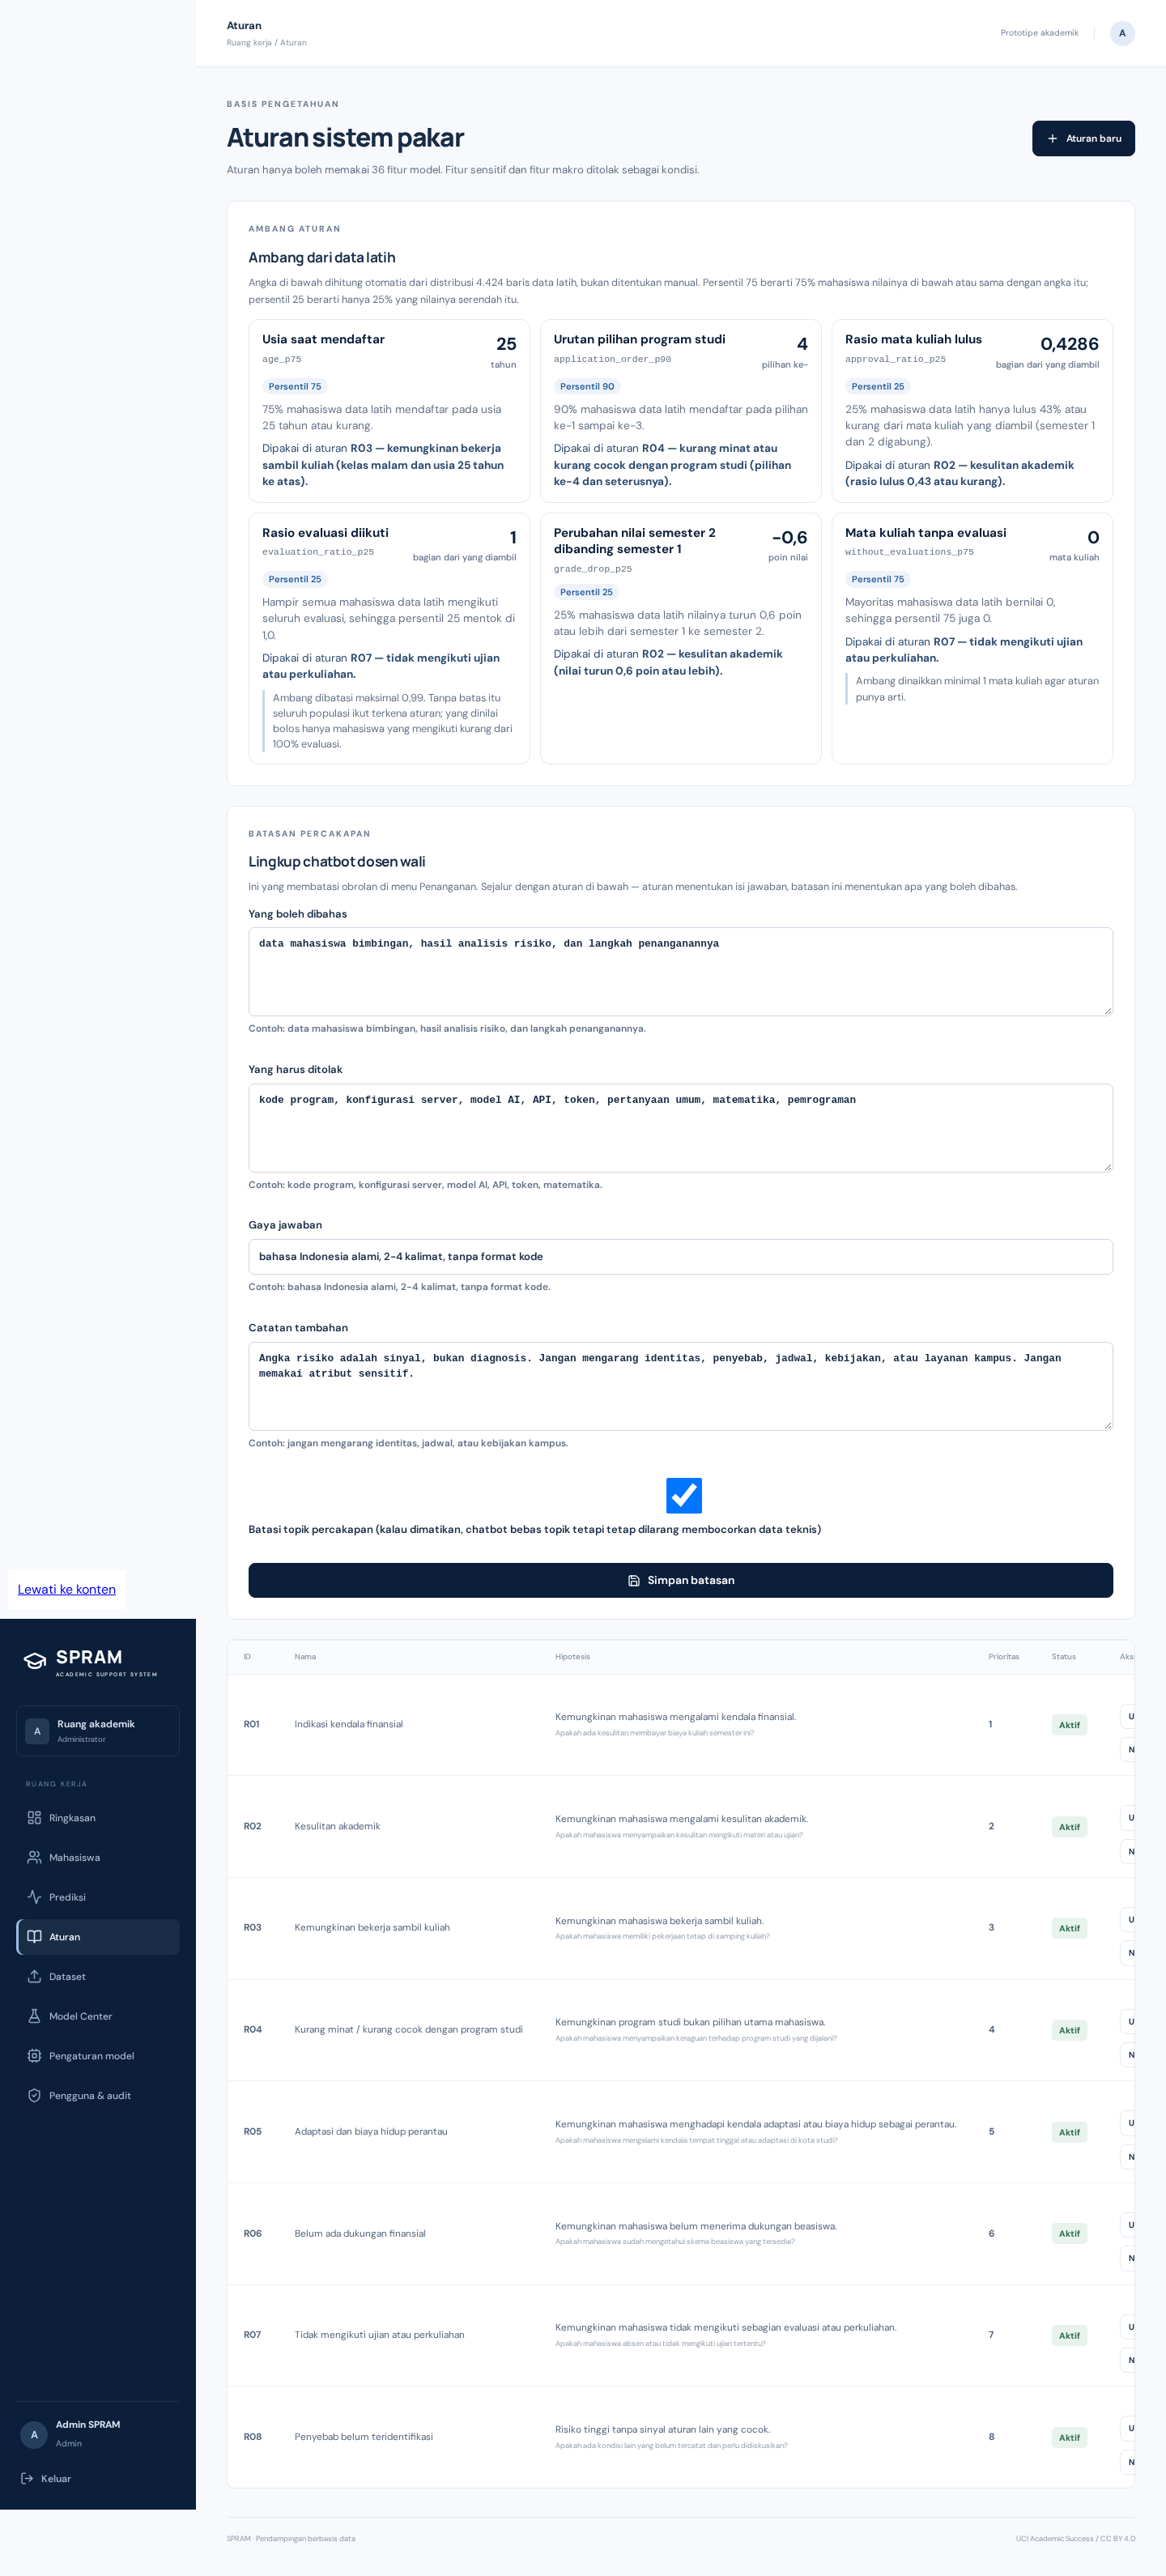 Aturan
Ruang kerja / Aturan
Prototipe akademik
A
BASIS PENGETAHUAN
Aturan sistem pakar
Aturan hanya boleh memakai 36 fitur model. Fitur sensitif dan fitur makro ditolak sebagai kondisi.
Aturan baru
AMBANG ATURAN
Ambang dari data latih
Angka di bawah dihitung otomatis dari distribusi 4.424 baris data latih, bukan ditentukan manual. Persentil 75 berarti 75% mahasiswa nilainya di bawah atau sama dengan angka itu;
persentil 25 berarti hanya 25% yang nilainya serendah itu.
Usia saat mendaftar
25
age_p75
tahun
Persentil 75
75% mahasiswa data latih mendaftar pada usia
25 tahun atau kurang.
Dipakai di aturan R03 — kemungkinan bekerja
sambil kuliah (kelas malam dan usia 25 tahun
ke atas).
Urutan pilihan program studi
4
application_order_p90
pilihan ke-
Persentil 90
90% mahasiswa data latih mendaftar pada pilihan
ke-1 sampai ke-3.
Dipakai di aturan R04 — kurang minat atau
kurang cocok dengan program studi (pilihan
ke-4 dan seterusnya).
Rasio mata kuliah lulus
0,4286
approval_ratio_p25
bagian dari yang diambil
Persentil 25
25% mahasiswa data latih hanya lulus 43% atau
kurang dari mata kuliah yang diambil (semester 1
dan 2 digabung).
Dipakai di aturan R02 — kesulitan akademik
(rasio lulus 0,43 atau kurang).
Rasio evaluasi diikuti
1
evaluation_ratio_p25
bagian dari yang diambil
Persentil 25
Hampir semua mahasiswa data latih mengikuti
seluruh evaluasi, sehingga persentil 25 mentok di
1,0.
Dipakai di aturan R07 — tidak mengikuti ujian
atau perkuliahan.
Ambang dibatasi maksimal 0,99. Tanpa batas itu
seluruh populasi ikut terkena aturan; yang dinilai
bolos hanya mahasiswa yang mengikuti kurang dari
100% evaluasi.
Perubahan nilai semester 2
dibanding semester 1
-0,6
grade_drop_p25
poin nilai
Persentil 25
25% mahasiswa data latih nilainya turun 0,6 poin
atau lebih dari semester 1 ke semester 2.
Dipakai di aturan R02 — kesulitan akademik
(nilai turun 0,6 poin atau lebih).
Mata kuliah tanpa evaluasi
0
without_evaluations_p75
mata kuliah
Persentil 75
Mayoritas mahasiswa data latih bernilai 0,
sehingga persentil 75 juga 0.
Dipakai di aturan R07 — tidak mengikuti ujian
atau perkuliahan.
Ambang dinaikkan minimal 1 mata kuliah agar aturan
punya arti.
BATASAN PERCAKAPAN
Lingkup chatbot dosen wali
Ini yang membatasi obrolan di menu Penanganan. Sejalur dengan aturan di bawah — aturan menentukan isi jawaban, batasan ini menentukan apa yang boleh dibahas.
Yang boleh dibahas
data mahasiswa bimbingan, hasil analisis risiko, dan langkah penanganannya
Contoh: data mahasiswa bimbingan, hasil analisis risiko, dan langkah penanganannya.
Yang harus ditolak
kode program, konfigurasi server, model AI, API, token, pertanyaan umum, matematika, pemrograman
Contoh: kode program, konfigurasi server, model AI, API, token, matematika.
Gaya jawaban
bahasa Indonesia alami, 2-4 kalimat, tanpa format kode
Contoh: bahasa Indonesia alami, 2-4 kalimat, tanpa format kode.
Catatan tambahan
Angka risiko adalah sinyal, bukan diagnosis. Jangan mengarang identitas, penyebab, jadwal, kebijakan, atau layanan kampus. Jangan
memakai atribut sensitif.
Contoh: jangan mengarang identitas, jadwal, atau kebijakan kampus.
Batasi topik percakapan (kalau dimatikan, chatbot bebas topik tetapi tetap dilarang membocorkan data teknis)
Simpan batasan
Lewati ke konten
SPRAM
ACADEMIC SUPPORT SYSTEM
A
Ruang akademik
Administrator
RUANG KERJA
Ringkasan
Mahasiswa
Prediksi
Aturan
Dataset
Model Center
Pengaturan model
Pengguna & audit
A
Admin SPRAM
Admin
Keluar
ID Nama Hipotesis Prioritas Status Aks
R01 Indikasi kendala finansial Kemungkinan mahasiswa mengalami kendala finansial. 1 Aktif U
Apakah ada kesulitan membayar biaya kuliah semester ini? N
R02 Kesulitan akademik Kemungkinan mahasiswa mengalami kesulitan akademik. 2 Aktif U
Apakah mahasiswa menyampaikan kesulitan mengikuti materi atau ujian? N
R03 Kemungkinan bekerja sambil kuliah Kemungkinan mahasiswa bekerja sambil kuliah. 3 Aktif U
Apakah mahasiswa memiliki pekerjaan tetap di samping kuliah? N
R04 Kurang minat / kurang cocok dengan program studi Kemungkinan program studi bukan pilihan utama mahasiswa. 4 Aktif U
Apakah mahasiswa menyampaikan keraguan terhadap program studi yang dijalani? N
R05 Adaptasi dan biaya hidup perantau Kemungkinan mahasiswa menghadapi kendala adaptasi atau biaya hidup sebagai perantau. 5 Aktif U
Apakah mahasiswa mengalami kendala tempat tinggal atau adaptasi di kota studi? N
R06 Belum ada dukungan finansial Kemungkinan mahasiswa belum menerima dukungan beasiswa. 6 Aktif U
Apakah mahasiswa sudah mengetahui skema beasiswa yang tersedia? N
R07 Tidak mengikuti ujian atau perkuliahan Kemungkinan mahasiswa tidak mengikuti sebagian evaluasi atau perkuliahan. 7 Aktif U
Apakah mahasiswa absen atau tidak mengikuti ujian tertentu? N
R08 Penyebab belum teridentifikasi Risiko tinggi tanpa sinyal aturan lain yang cocok. 8 Aktif U
Apakah ada kondisi lain yang belum tercatat dan perlu didiskusikan? N
SPRAM · Pendampingan berbasis data
UCI Academic Success / CC BY 4.0